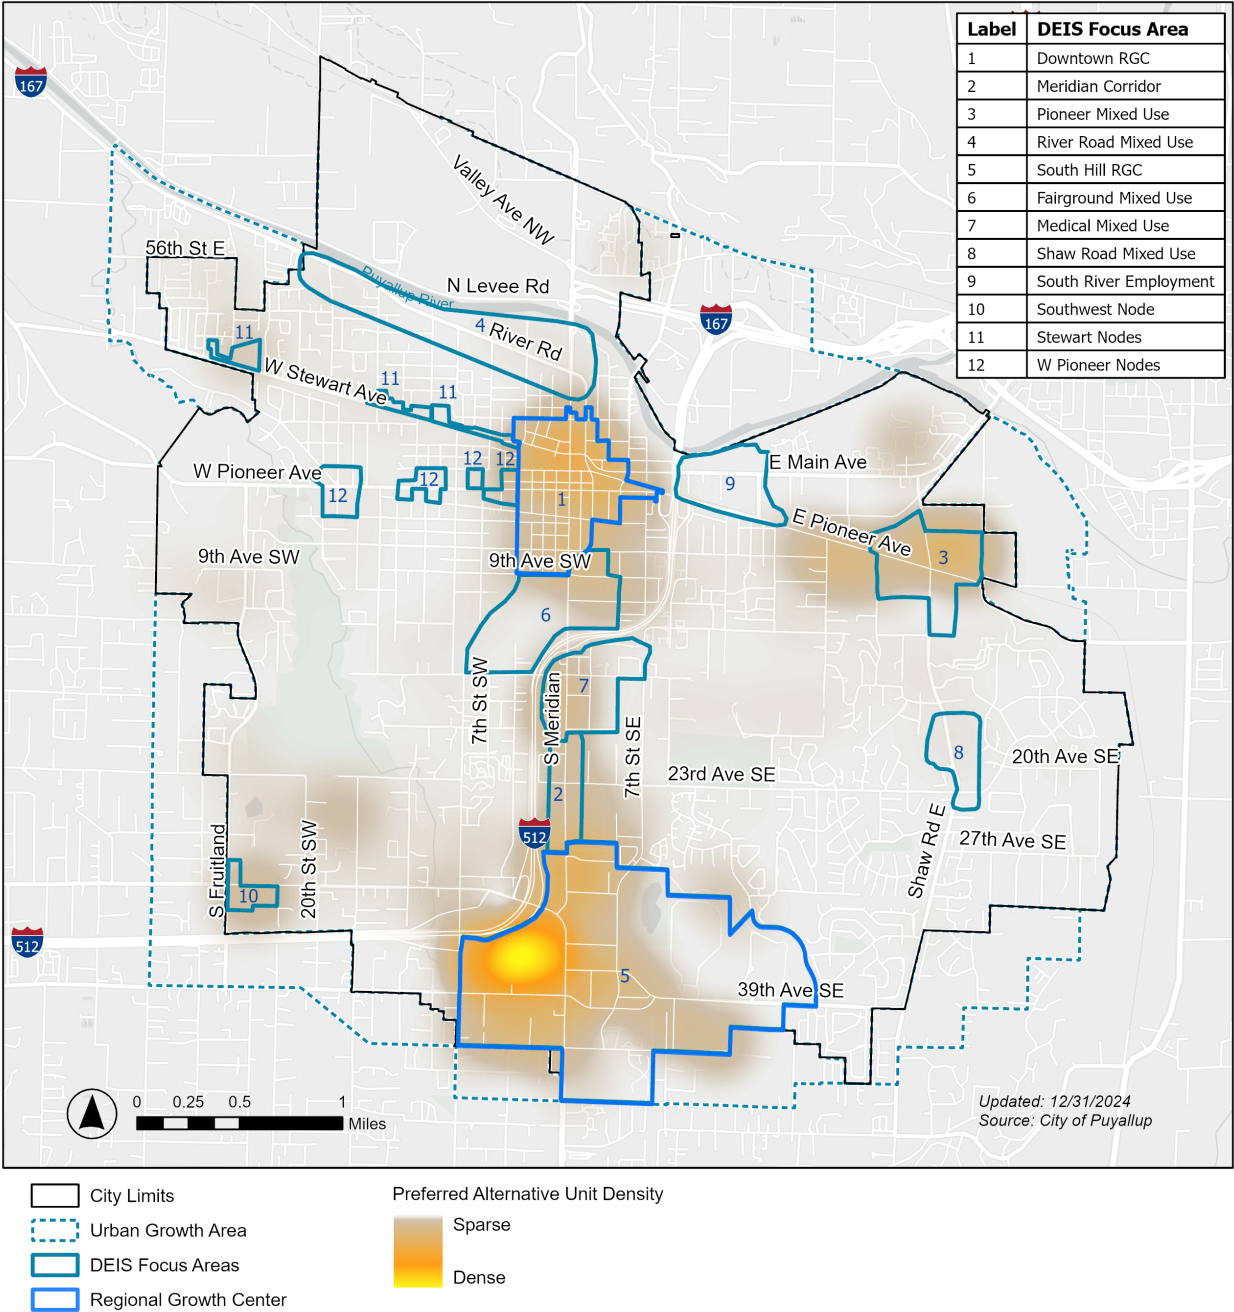 Label DEIS Focus Area
1 Downtown RGC
2 Meridian Corridor
3 Pioneer Mixed Use
4 River Road Mixed Use
5 South Hill RGC
6 Fairground Mixed Use
7 Medical Mixed Use
8 Shaw Road Mixed Use
9 South River Employment
10 Southwest Node
11 Stewart Nodes
12 W Pioneer Nodes
167
Valley Ave NW
56th St E
Puyallup River
N Levee Rd
167
4 River Rd
11
W Stewart Ave
11
11
12
12
W Pioneer Ave
12
12
1
E Main Ave
9
E Pioneer Ave
3
9th Ave SW
9th Ave SW
6
7th St SW
S Meridian
7
7th St SE
8
20th Ave SE
23rd Ave SE
2
512
Shaw Rd E
27th Ave SE
S Fruitland
20th St SW
10
512
5
39th Ave SE
0 0.25 0.5 1
Miles
Updated: 12/31/2024
Source: City of Puyallup
City Limits
Urban Growth Area
DEIS Focus Areas
Regional Growth Center
Preferred Alternative Unit Density
Sparse
Dense